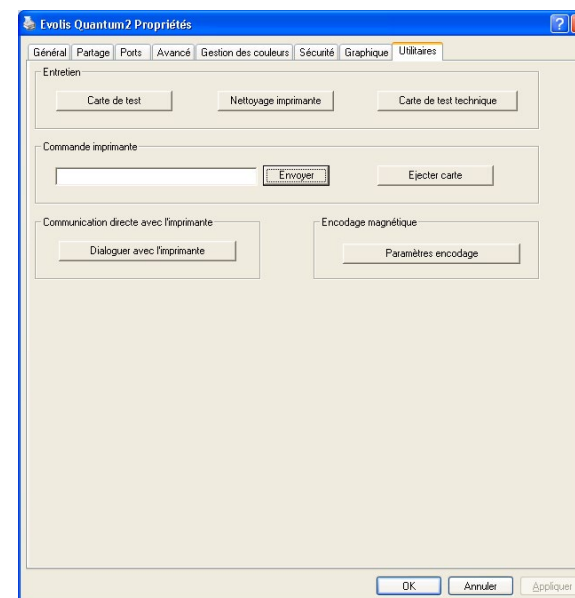 Evolis Quantum2 Propriétés
Général Partage Ports Avancé Gestion des couleurs Sécurité Graphique Utilitaires
Entretien
Carte de test Nettoyage imprimante Carte de test technique
Commande imprimante
Envoyer Ejecter carte
Communication directe avec l'imprimante Encodage magnétique
Dialoguer avec l'imprimante Paramètres encodage
OK Annuler Appliquer